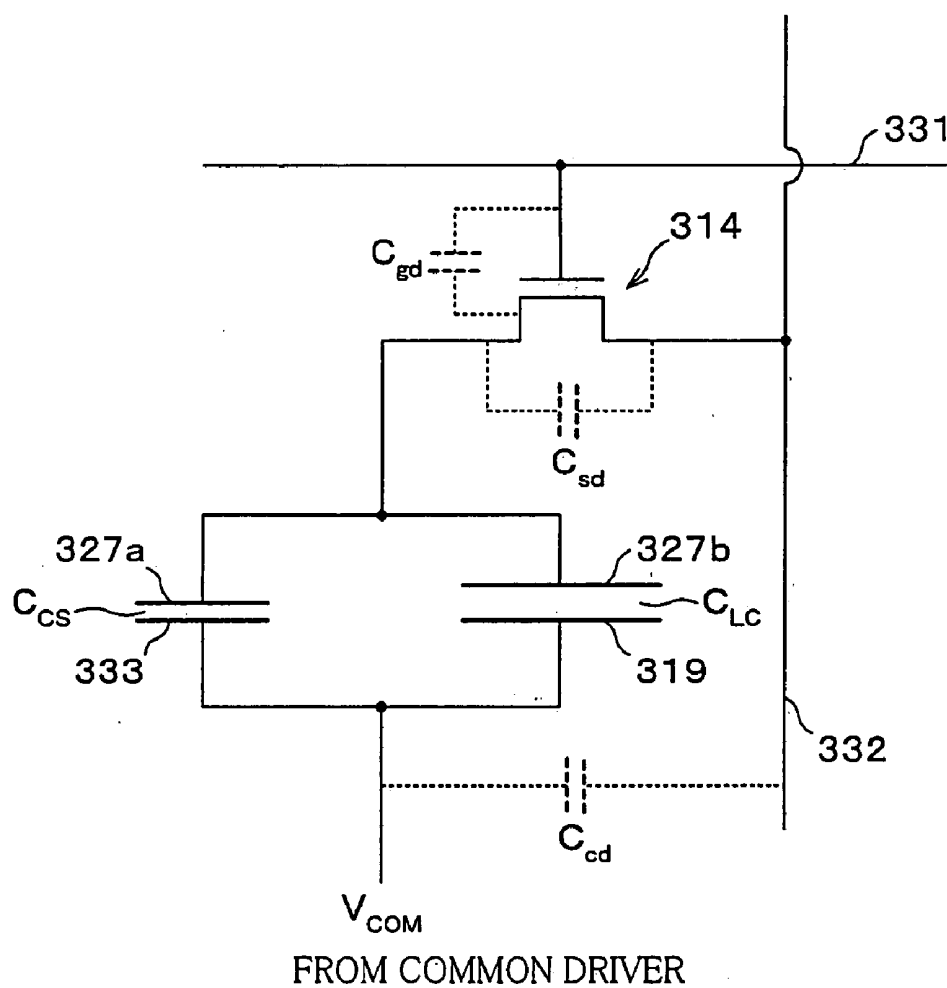 331
314
C_gd
C_sd
327a
327b
C_CS
C_LC
333
319
332
C_cd
V_COM
FROM COMMON DRIVER